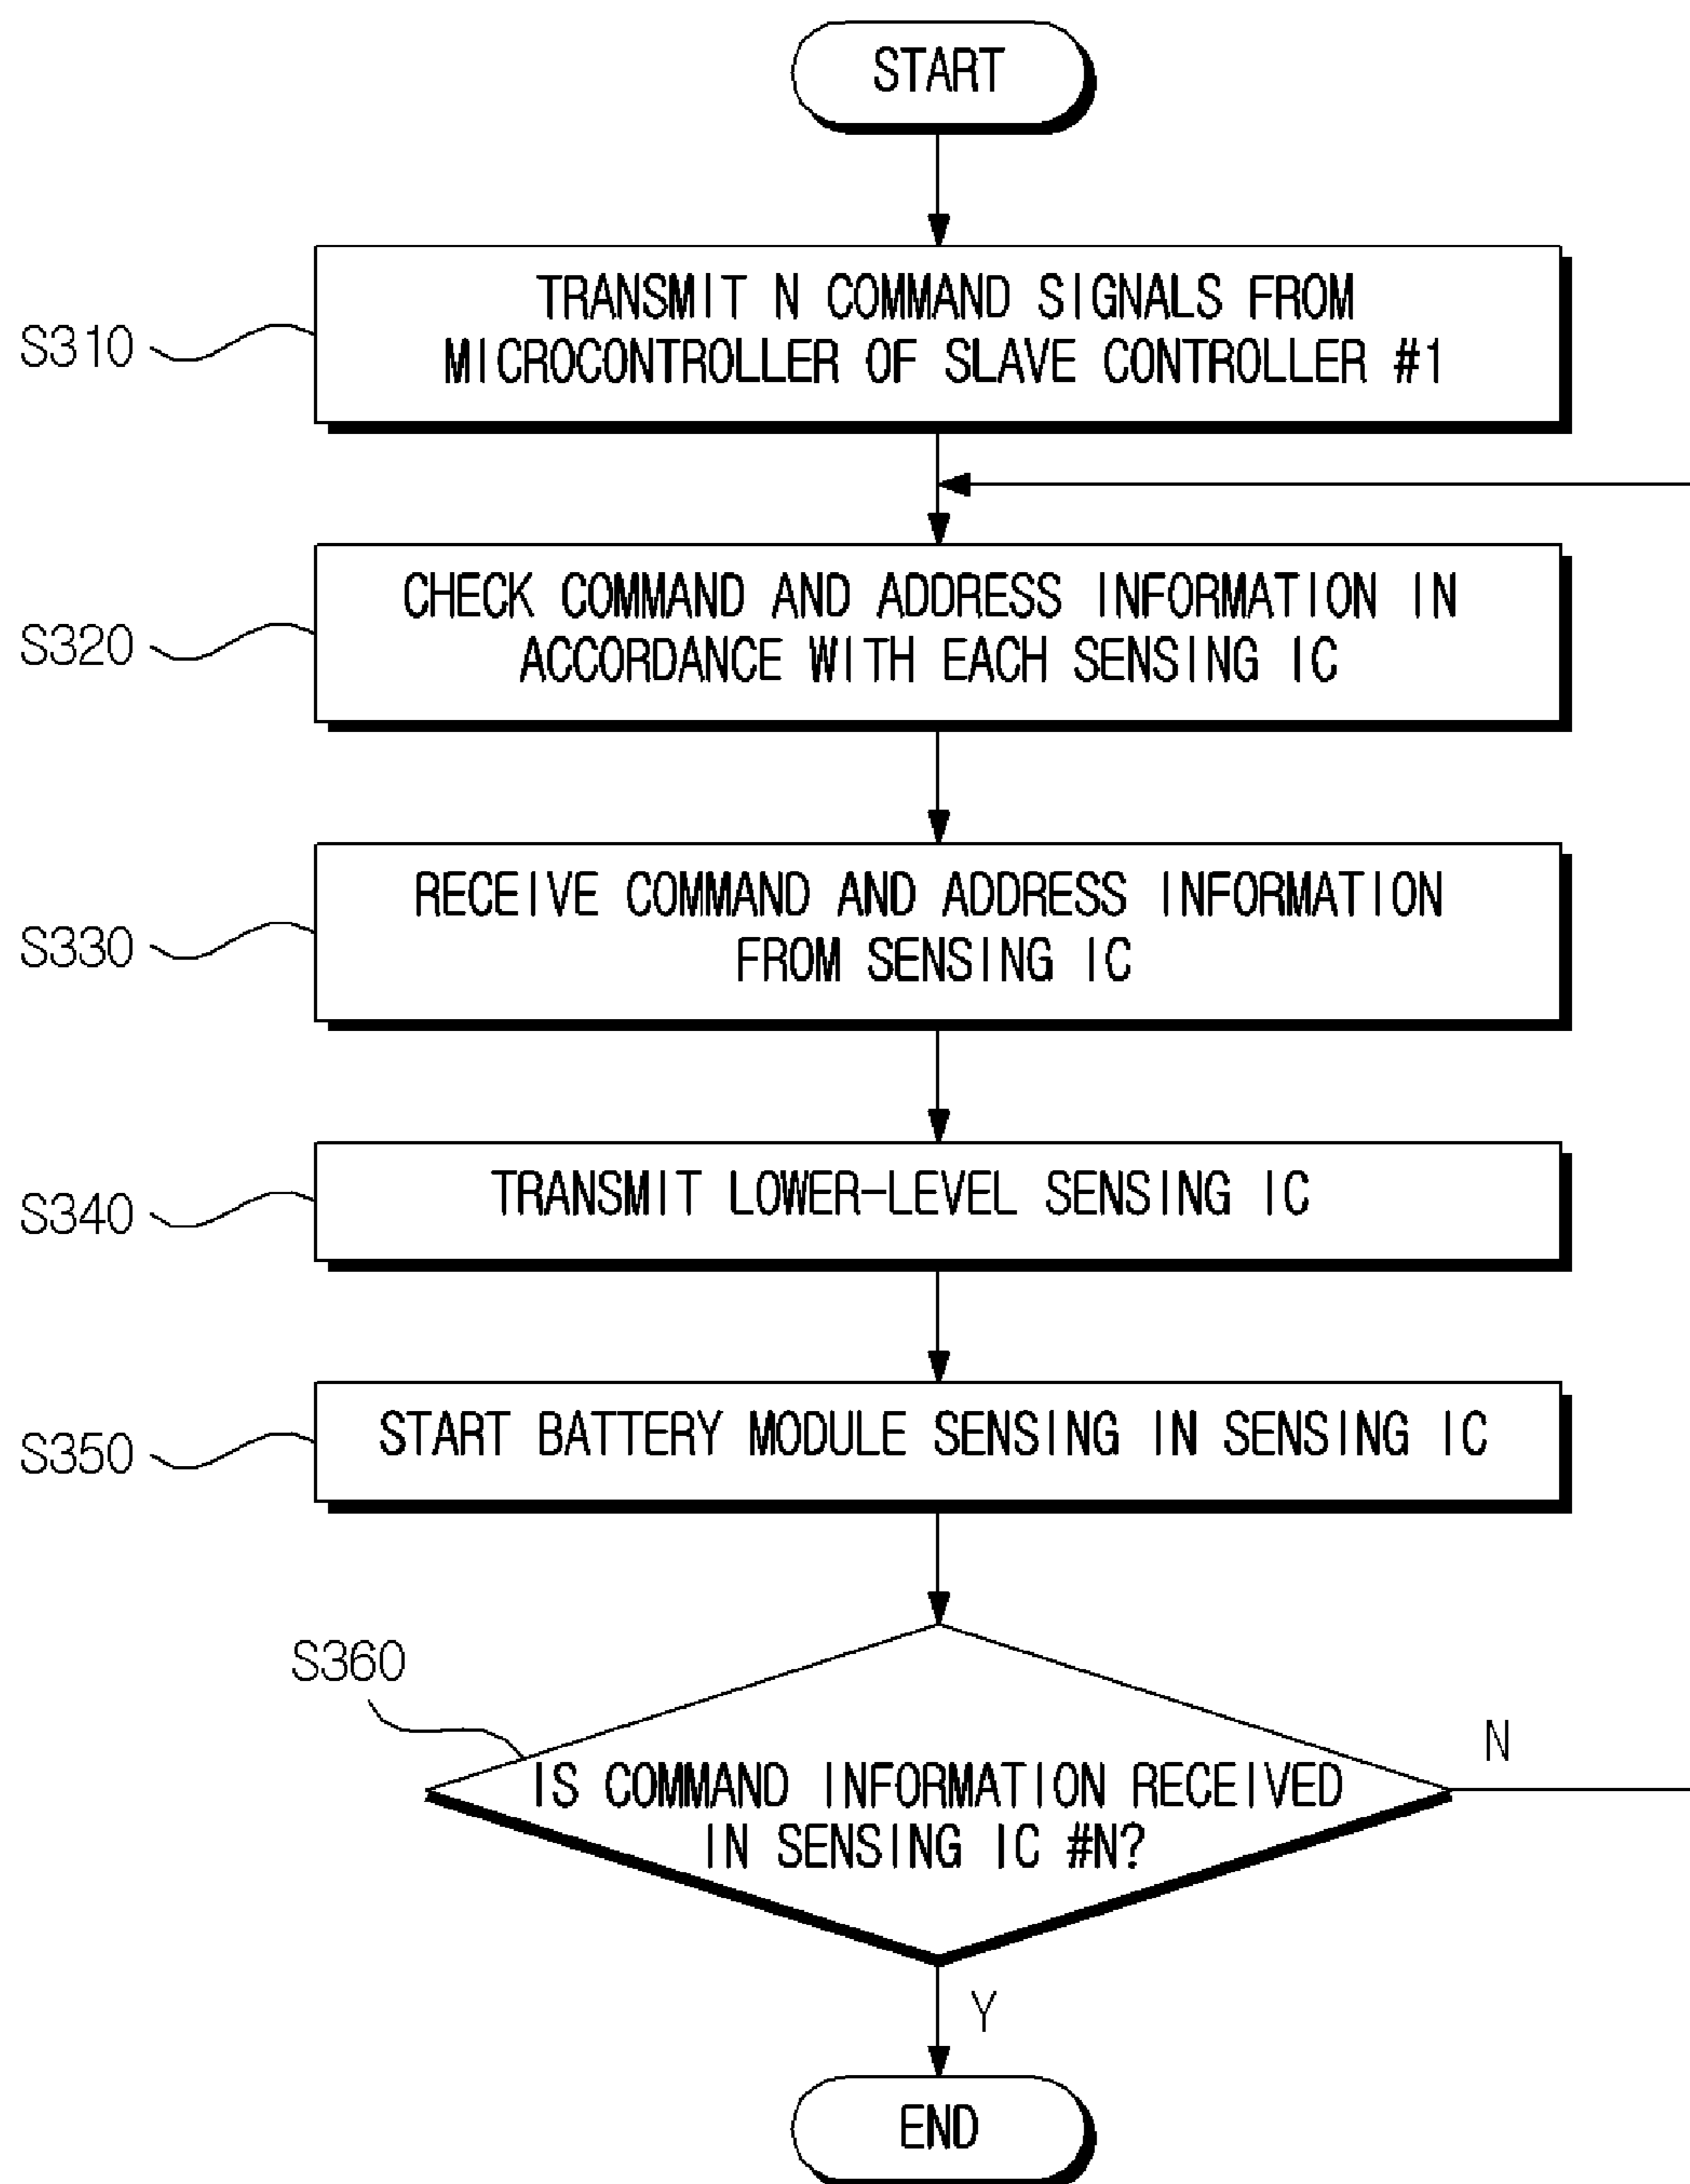 START
S310
TRANSMIT N COMMAND SIGNALS FROM
MICROCONTROLLER OF SLAVE CONTROLLER #1
S320
CHECK COMMAND AND ADDRESS INFORMATION IN
ACCORDANCE WITH EACH SENSING IC
S330
RECEIVE COMMAND AND ADDRESS INFORMATION
FROM SENSING IC
S340
TRANSMIT LOWER-LEVEL SENSING IC
S350
START BATTERY MODULE SENSING IN SENSING IC
S360
IS COMMAND INFORMATION RECEIVED
IN SENSING IC #N?
N
Y
END